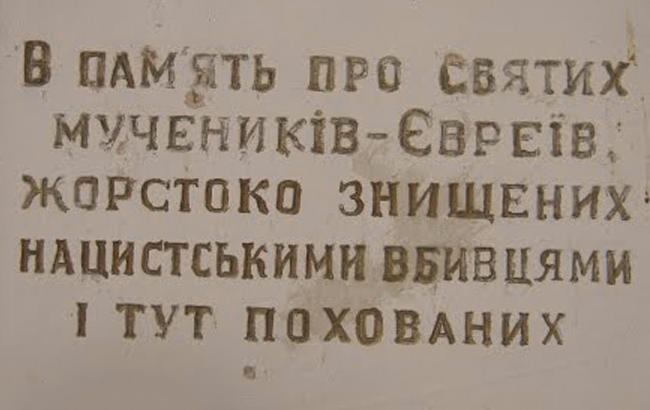 В ПАМ'ЯТЬ ПРО СВЯТИХ
МУЧЕНИКІВ-ЄВРЕЇВ,
ЖОРСТОКО ЗНИЩЕНИХ
НАЦИСТСЬКИМИ ВБИВЦЯМИ
І ТУТ ПОХОВАНИХ